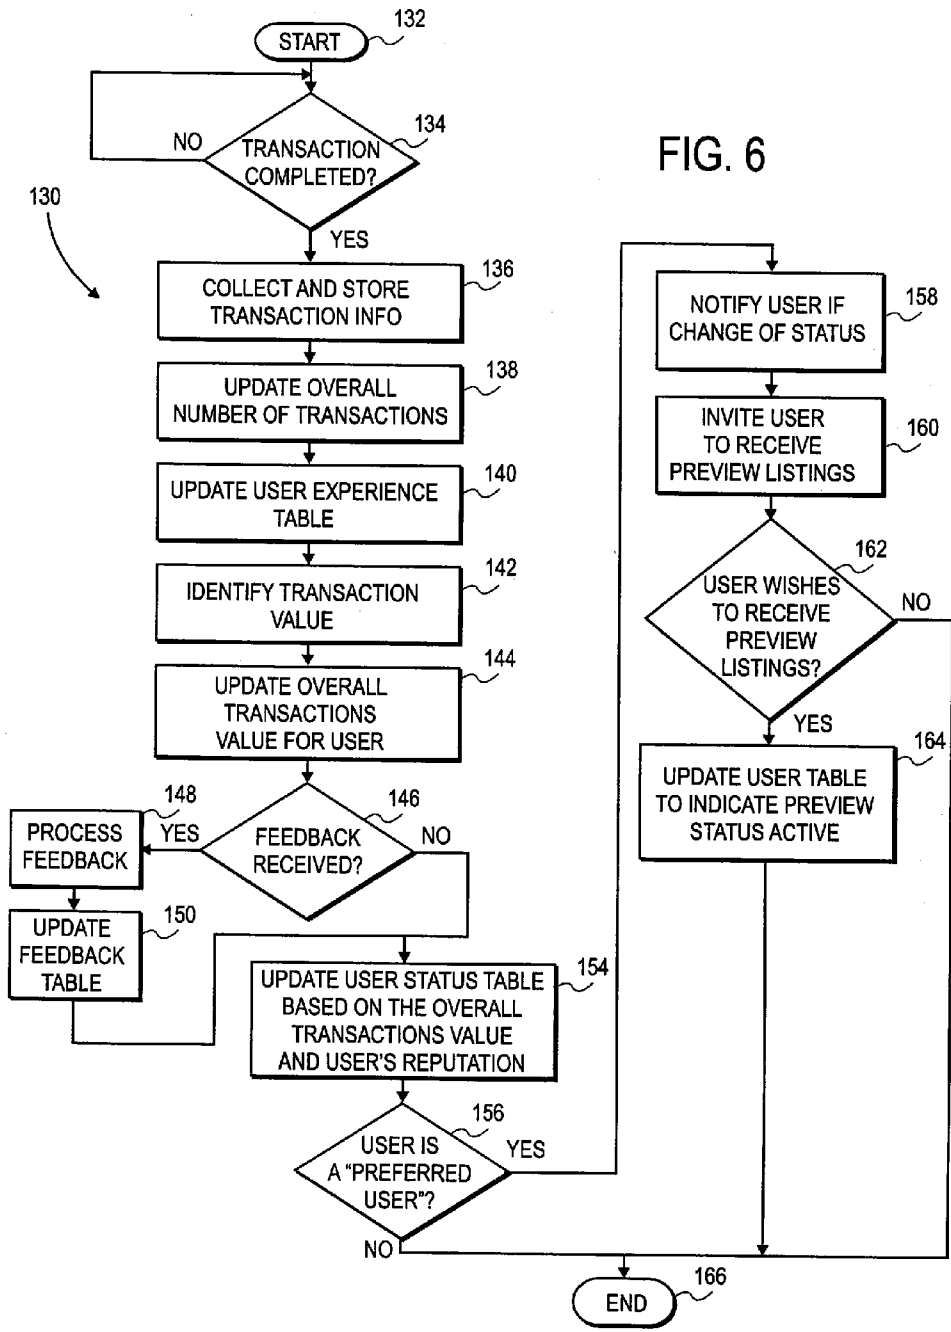 132
START
134
NO
TRANSACTION
COMPLETED?
FIG. 6
130
YES
136
COLLECT AND STORE
TRANSACTION INFO
138
UPDATE OVERALL
NUMBER OF TRANSACTIONS
140
UPDATE USER EXPERIENCE
TABLE
142
IDENTIFY TRANSACTION
VALUE
144
UPDATE OVERALL
TRANSACTIONS
VALUE FOR USER
146
FEEDBACK
RECEIVED?
YES
NO
148
PROCESS
FEEDBACK
150
UPDATE
FEEDBACK
TABLE
154
UPDATE USER STATUS TABLE
BASED ON THE OVERALL
TRANSACTIONS VALUE
AND USER'S REPUTATION
156
USER IS
A "PREFERRED
USER"?
YES
NO
158
NOTIFY USER IF
CHANGE OF STATUS
160
INVITE USER
TO RECEIVE
PREVIEW LISTINGS
162
USER WISHES
TO RECEIVE
PREVIEW
LISTINGS?
NO
YES
164
UPDATE USER TABLE
TO INDICATE PREVIEW
STATUS ACTIVE
166
END